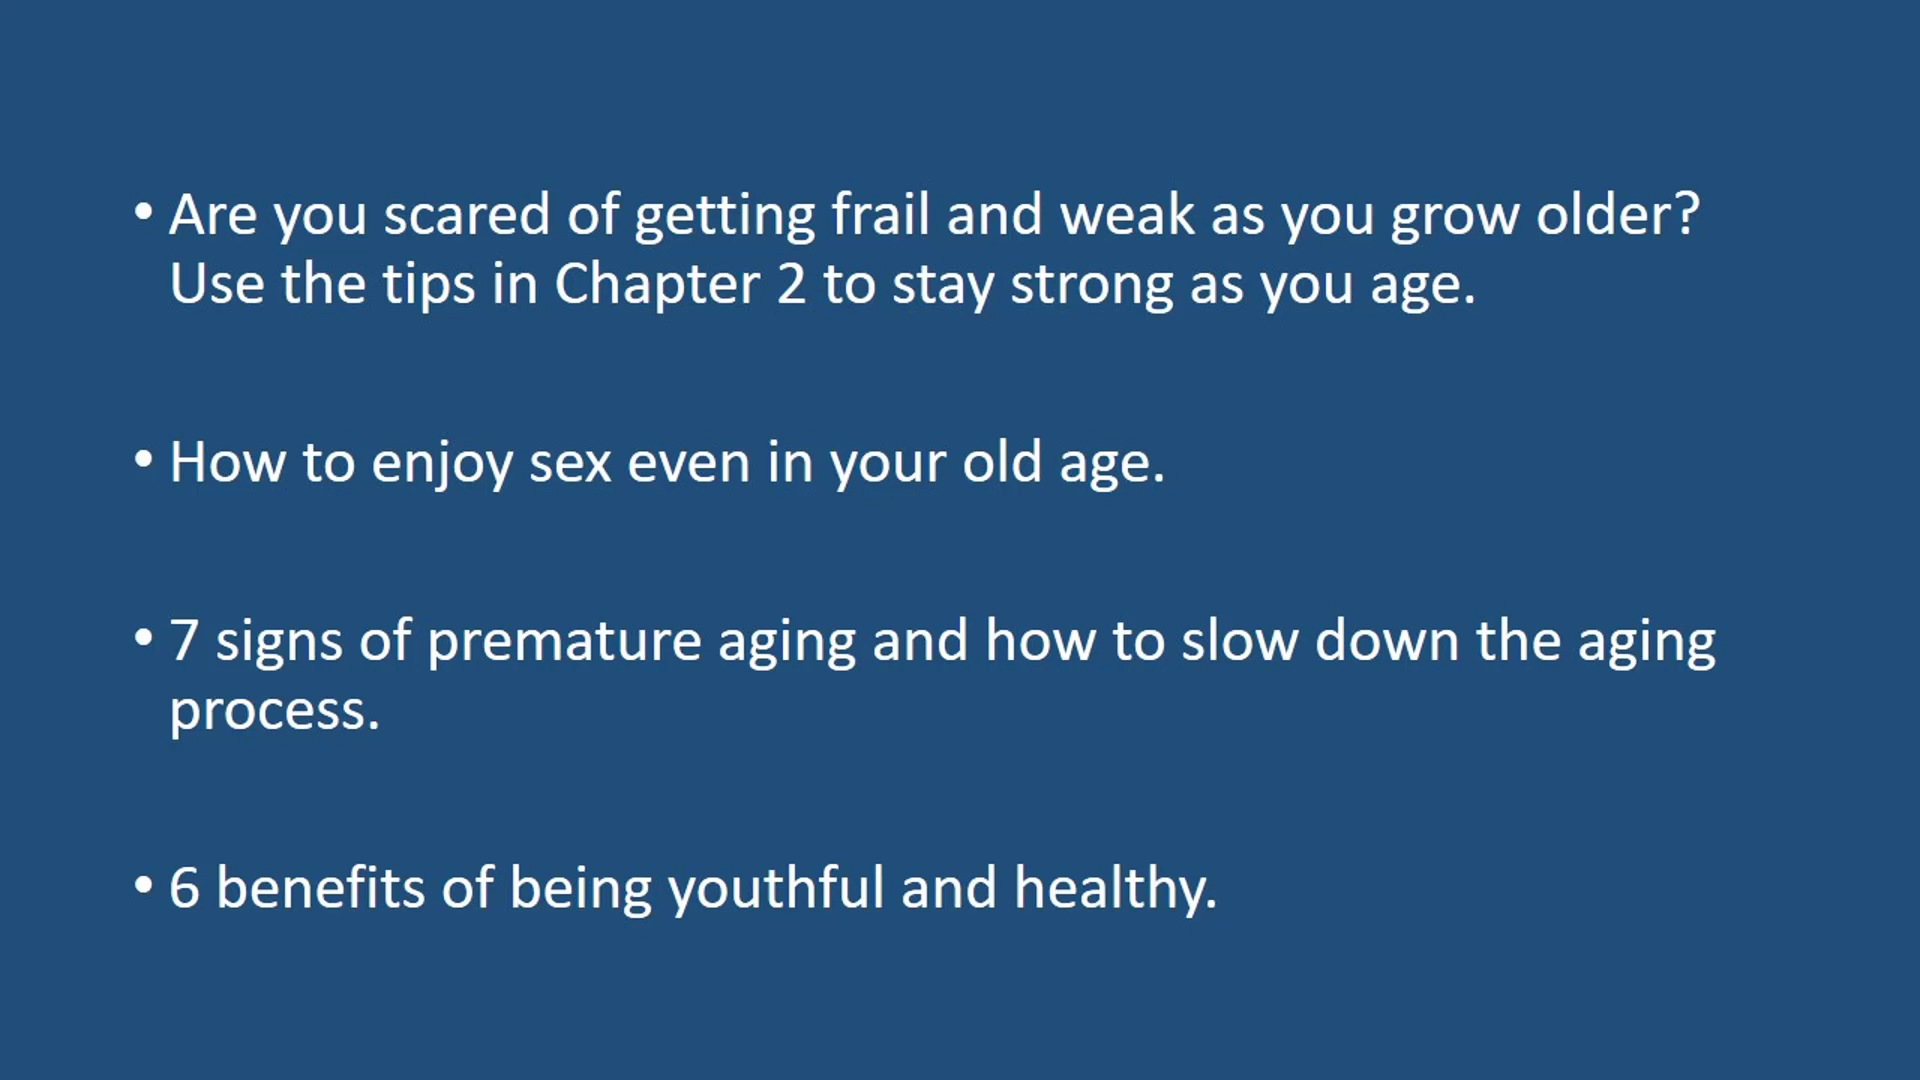 • Are you scared of getting frail and weak as you grow older?
Use the tips in Chapter 2 to stay strong as you age.
• How to enjoy sex even in your old age.
• 7 signs of premature aging and how to slow down the aging
process.
• 6 benefits of being youthful and healthy.